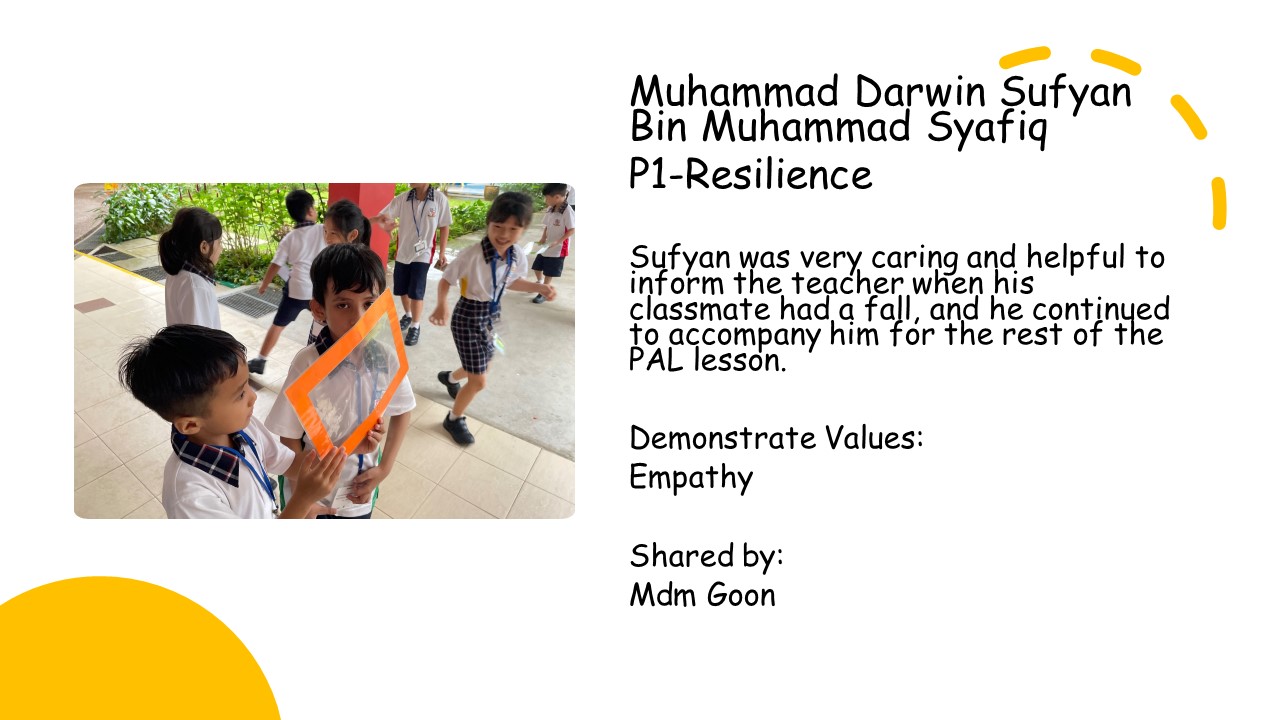 Muhammad Darwin Sufyan
Bin Muhammad Syafiq
P1-Resilience
Sufyan was very caring and helpful to
inform the teacher when his
classmate had a fall, and he continued
to accompany him for the rest of the
PAL lesson.
Demonstrate Values:
Empathy
Shared by:
Mdm Goon